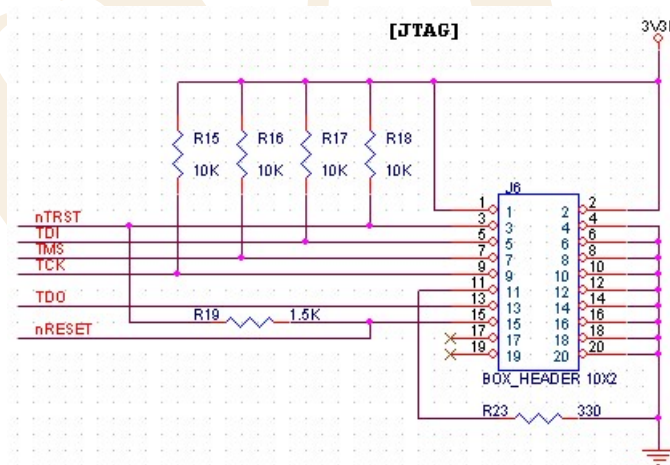 [JTAG]
3V3
R15 R16 R17 R18
10K 10K 10K 10K
J6
nTRST
TDI
TMS
TCK
TDO
nRESET
R19 1.5K
1 1 2 2
3 3 4 4
5 5 6 6
7 7 8 8
9 9 10 10
11 11 12 12
13 13 14 14
15 15 16 16
17 17 18 18
19 19 20 20
BOX_HEADER 10X2
R23 330